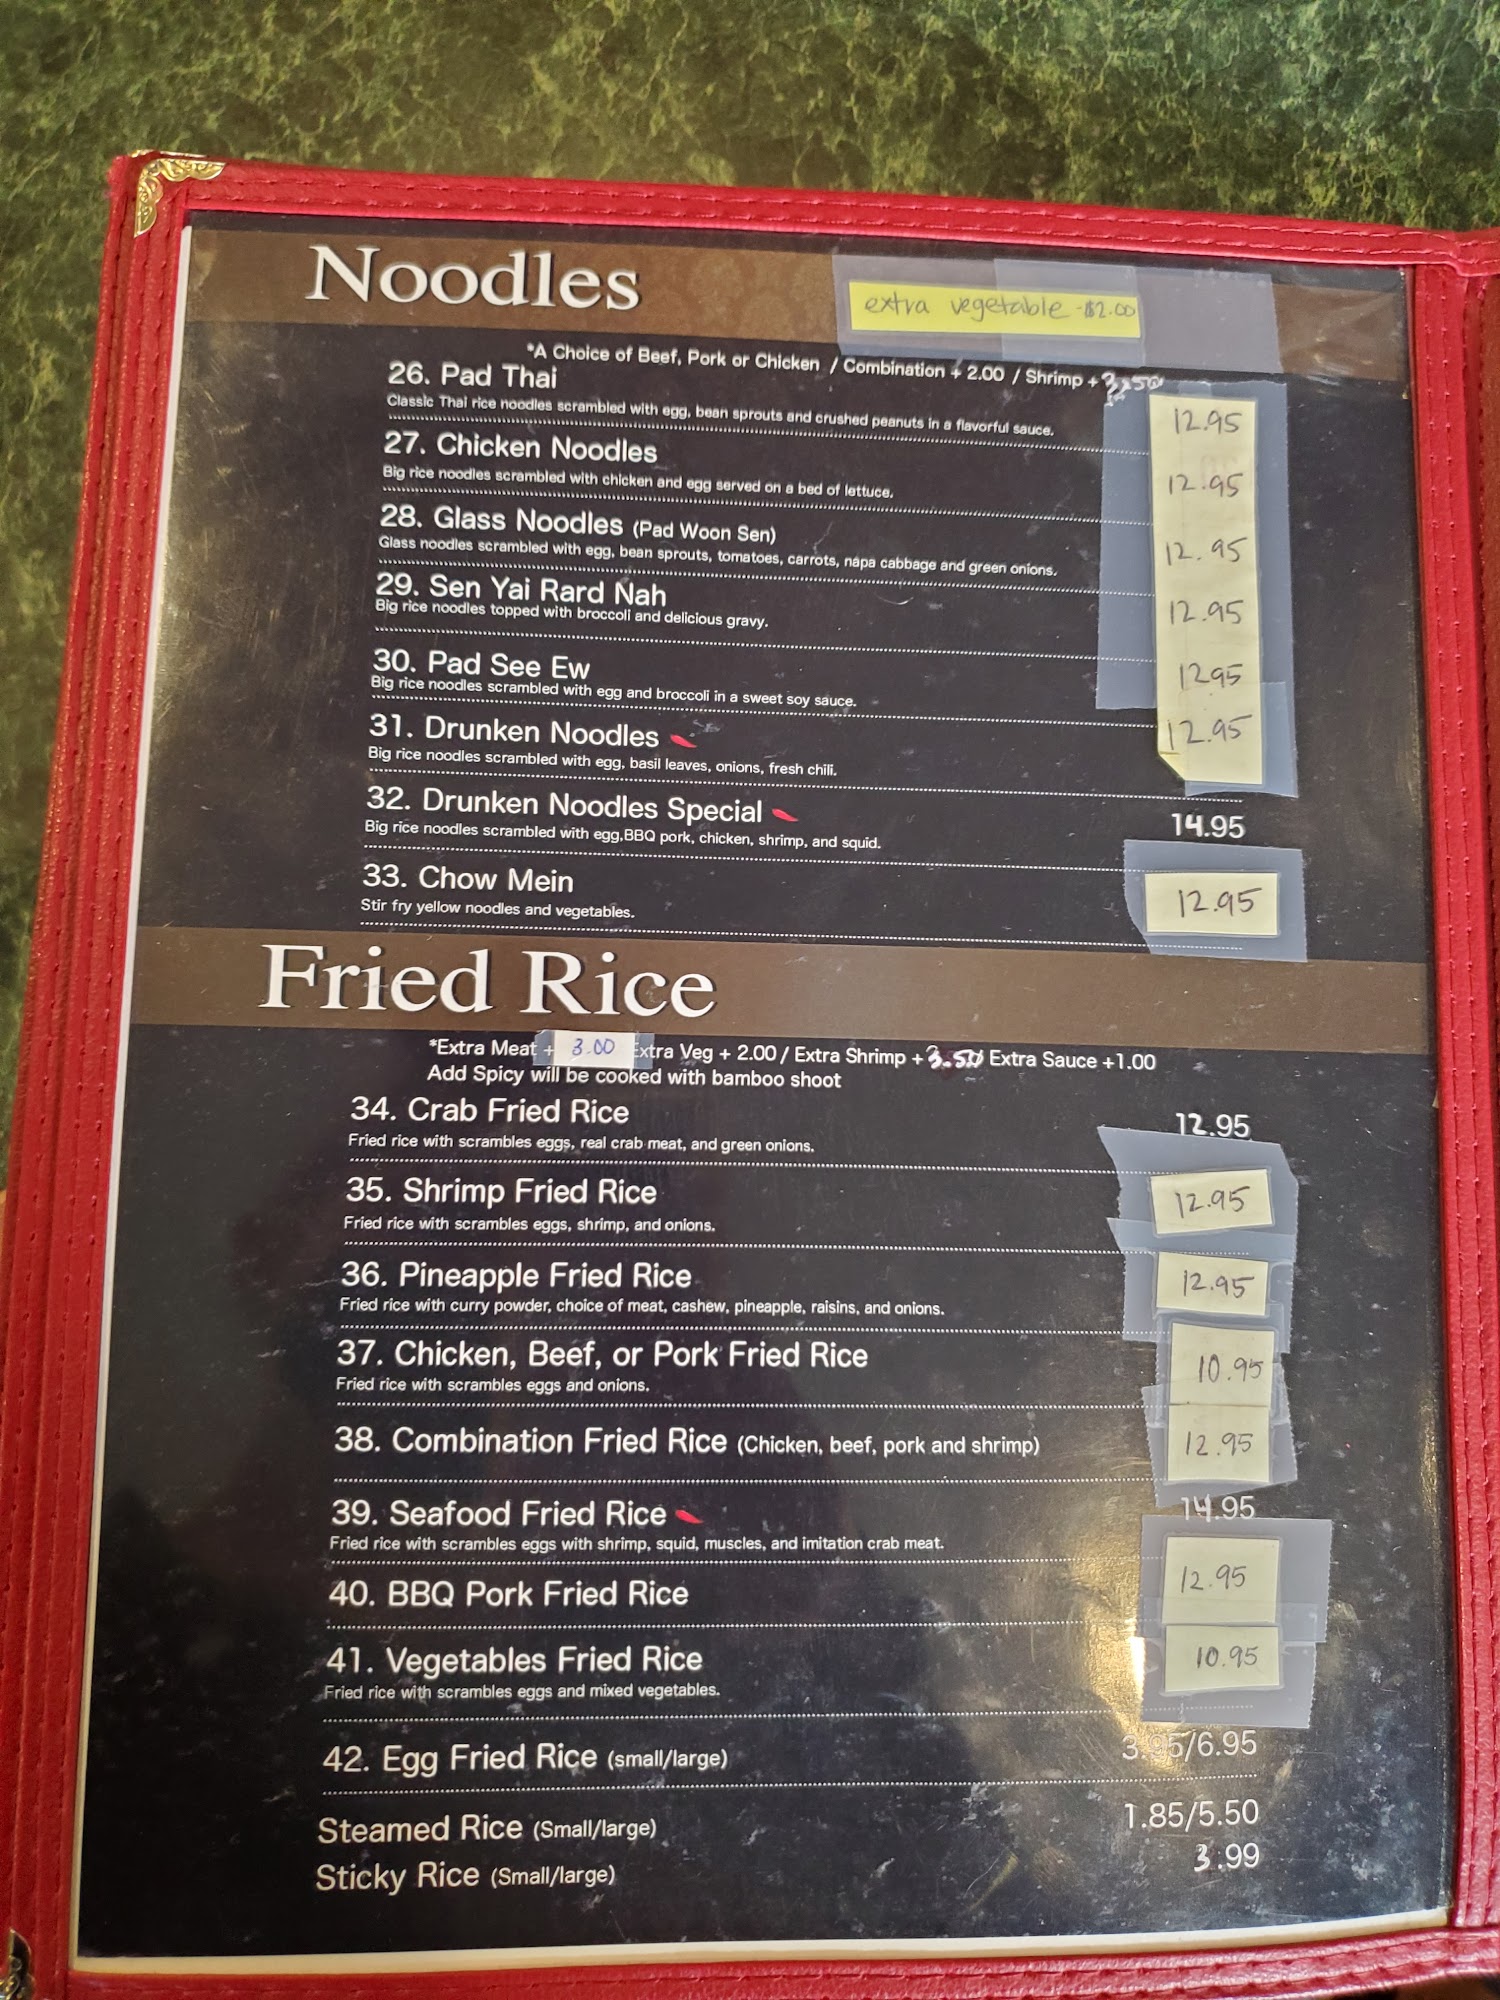 Noodles
extra vegetable -$2.00
*A Choice of Beef, Pork or Chicken / Combination + 2.00 / Shrimp + 3.50
26. Pad Thai 12.95
Classic Thai rice noodles scrambled with egg, bean sprouts and crushed peanuts in a flavorful sauce.
27. Chicken Noodles 12.95
Big rice noodles scrambled with chicken and egg served on a bed of lettuce.
28. Glass Noodles (Pad Woon Sen) 12.95
Glass noodles scrambled with egg, bean sprouts, tomatoes, carrots, napa cabbage and green onions.
29. Sen Yai Rard Nah 12.95
Big rice noodles topped with broccoli and delicious gravy.
30. Pad See Ew 1295
Big rice noodles scrambled with egg and broccoli in a sweet soy sauce.
31. Drunken Noodles 12.95
Big rice noodles scrambled with egg, basil leaves, onions, fresh chili.
32. Drunken Noodles Special 14.95
Big rice noodles scrambled with egg,BBQ pork, chicken, shrimp, and squid.
33. Chow Mein 12.95
Stir fry yellow noodles and vegetables.
Fried Rice
*Extra Meat + 3.00 Extra Veg + 2.00 / Extra Shrimp + 3.50/ Extra Sauce +1.00
Add Spicy will be cooked with bamboo shoot
34. Crab Fried Rice 12.95
Fried rice with scrambles eggs, real crab meat, and green onions.
35. Shrimp Fried Rice 12.95
Fried rice with scrambles eggs, shrimp, and onions.
36. Pineapple Fried Rice 12.95
Fried rice with curry powder, choice of meat, cashew, pineapple, raisins, and onions.
37. Chicken, Beef, or Pork Fried Rice 10.95
Fried rice with scrambles eggs and onions.
38. Combination Fried Rice (Chicken, beef, pork and shrimp) 12.95
39. Seafood Fried Rice 14.95
Fried rice with scrambles eggs with shrimp, squid, muscles, and imitation crab meat.
40. BBQ Pork Fried Rice 12.95
41. Vegetables Fried Rice 10.95
Fried rice with scrambles eggs and mixed vegetables.
42. Egg Fried Rice (small/large) 3.95/6.95
Steamed Rice (Small/large) 1.85/5.50
Sticky Rice (Small/large) 3.99